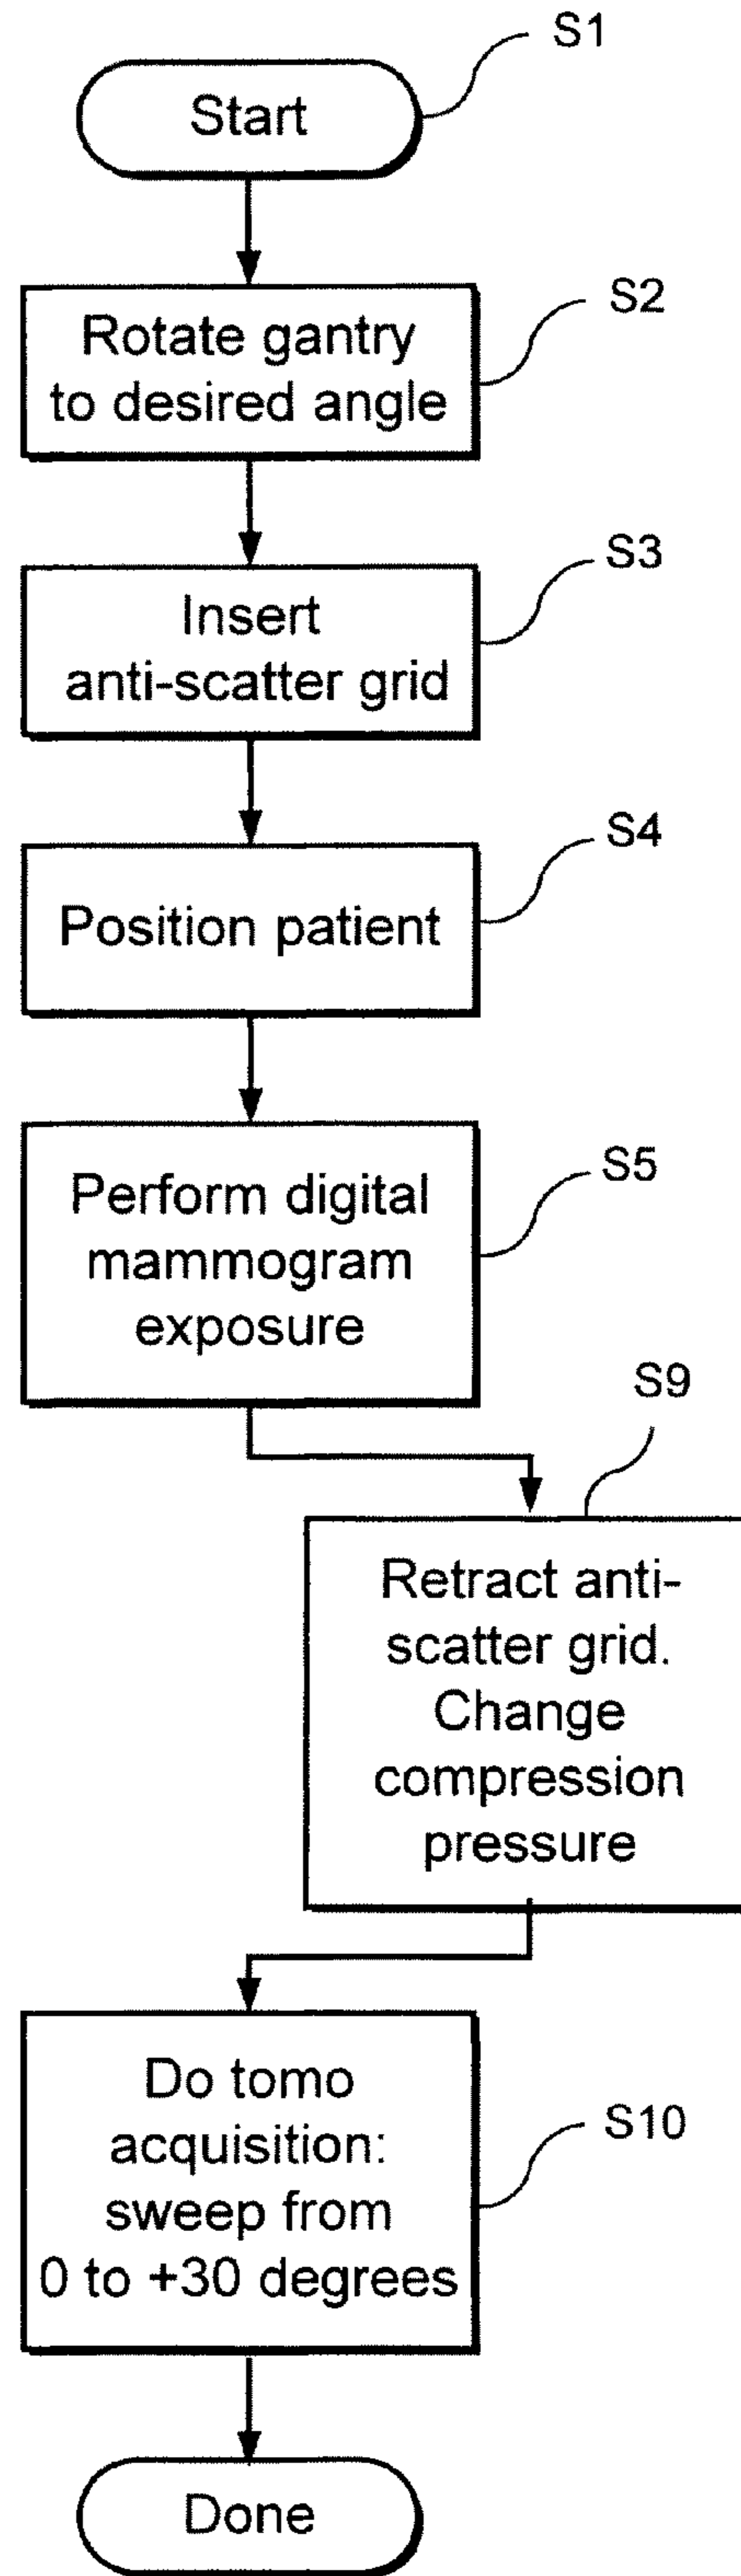 S1
Start
S2
Rotate gantry
to desired angle
S3
Insert
anti-scatter grid
S4
Position patient
S5
Perform digital
mammogram
exposure
S9
Retract anti-
scatter grid.
Change
compression
pressure
Do tomo
acquisition:
S10
sweep from
0 to +30 degrees
Done